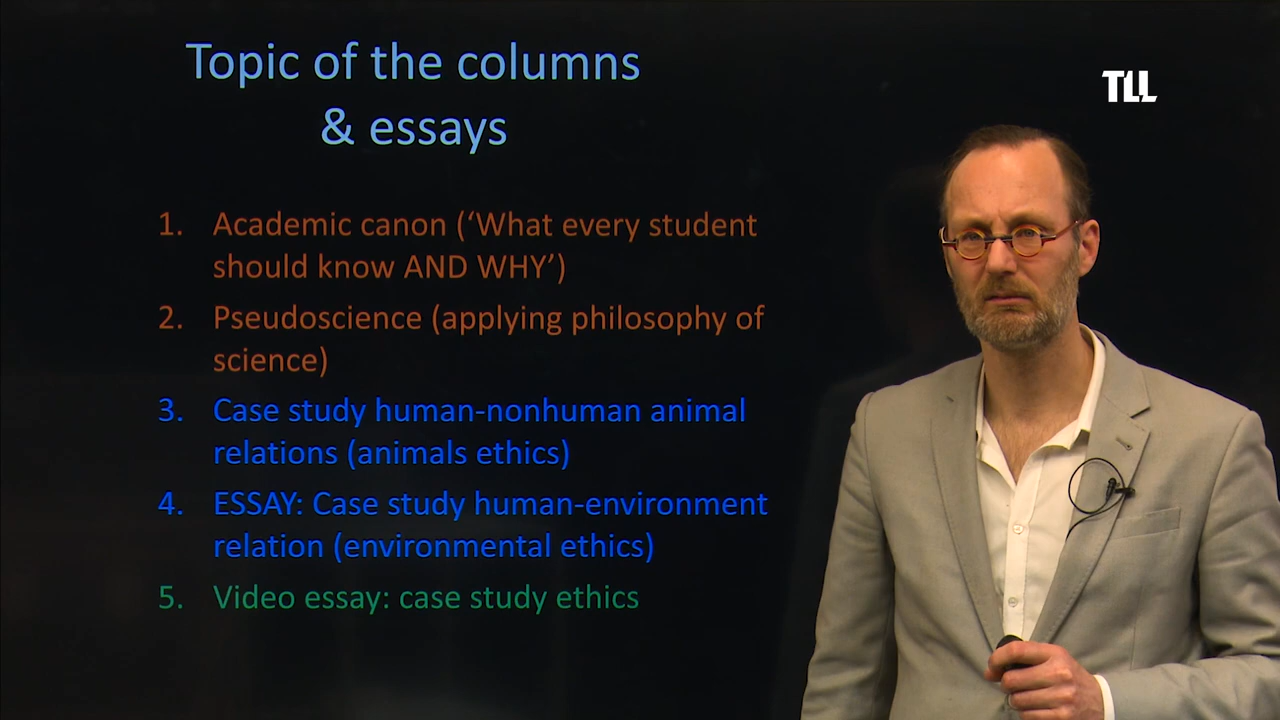 Topic of the columns
& essays
TLL
1. Academic canon (‘What every student
should know AND WHY’)
2. Pseudoscience (applying philosophy of
science)
3. Case study human-nonhuman animal
relations (animals ethics)
4. ESSAY: Case study human-environment
relation (environmental ethics)
5. Video essay: case study ethics